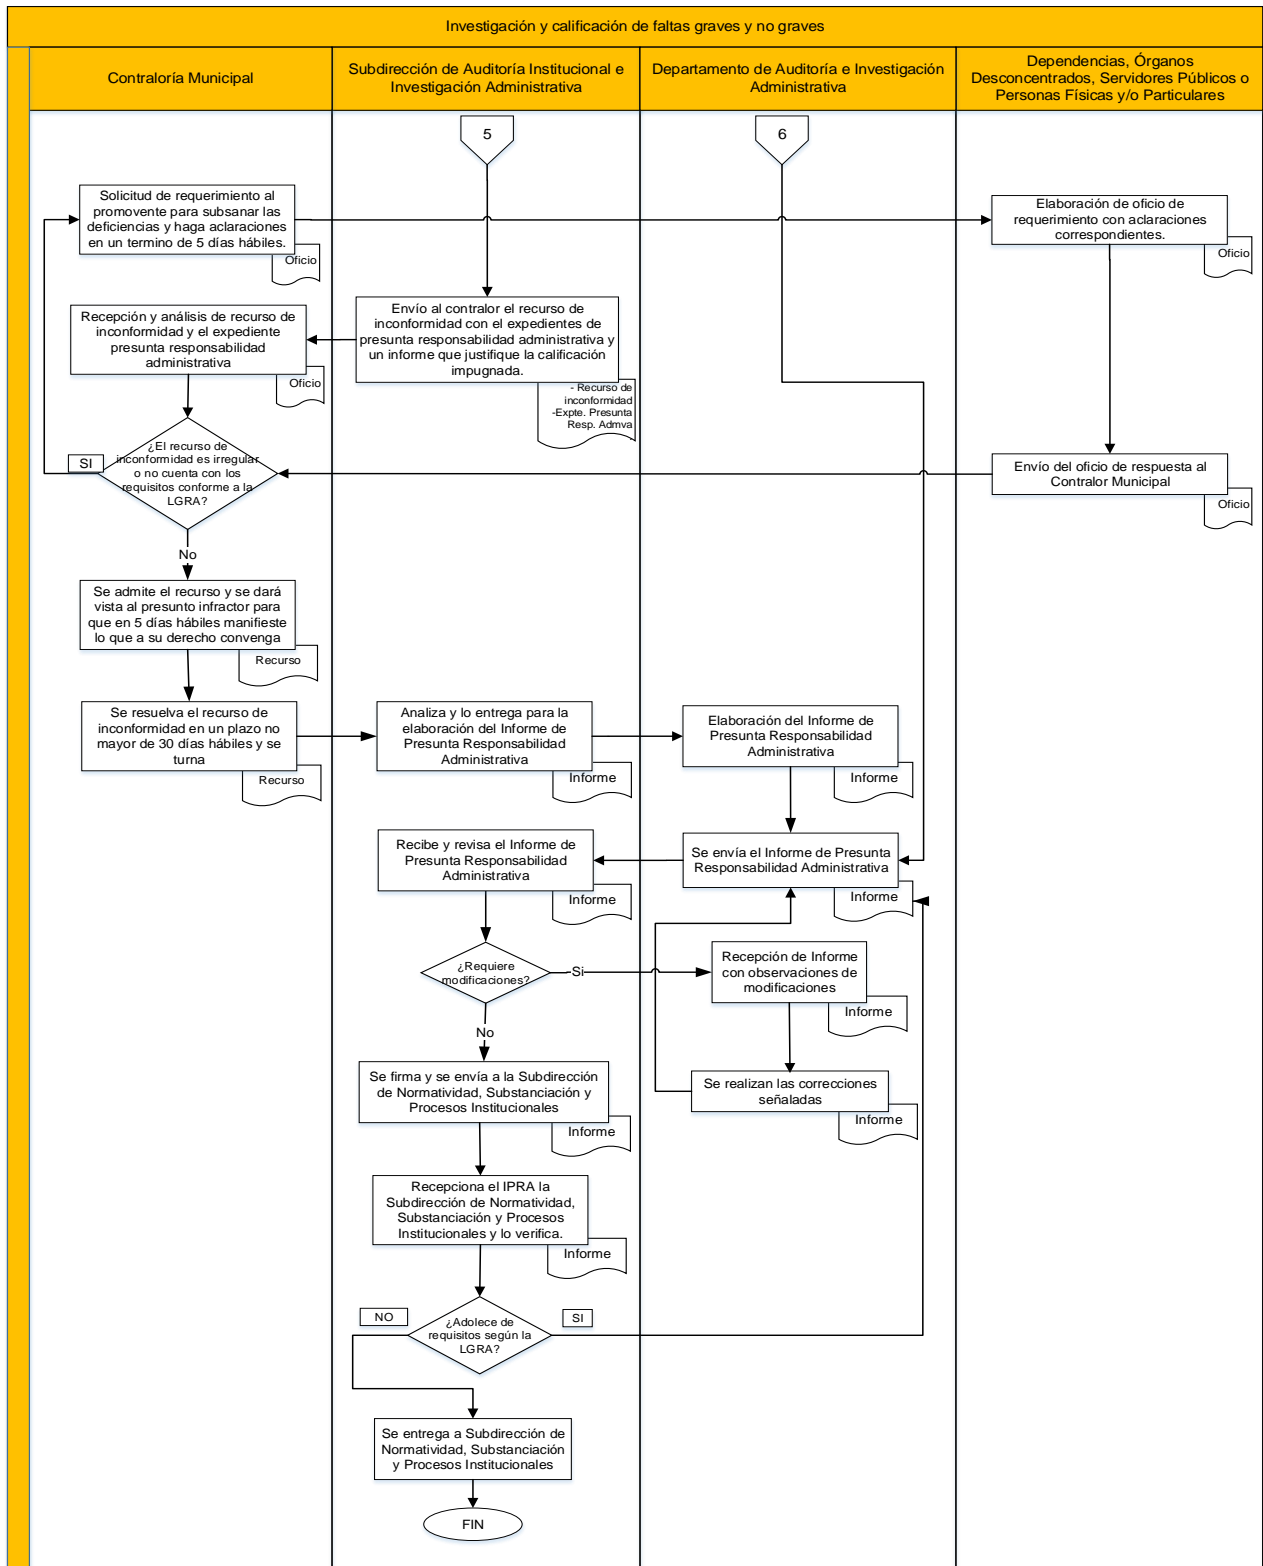 Investigación y calificación de faltas graves y no graves
Contraloría Municipal
Subdirección de Auditoría Institucional e
Investigación Administrativa
Departamento de Auditoría e Investigación
Administrativa
Dependencias, Órganos
Desconcentrados, Servidores Públicos o
Personas Físicas y/o Particulares
5
6
Solicitud de requerimiento al
promovente para subsanar las
deficiencias y haga aclaraciones
en un termino de 5 días hábiles.
Oficio
Elaboración de oficio de
requerimiento con aclaraciones
correspondientes.
Oficio
Envío al contralor el recurso de
inconformidad con el expedientes de
presunta responsabilidad administrativa y
un informe que justifique la calificación
impugnada.
- Recurso de
inconformidad
-Expte. Presunta
Resp. Admva
Recepción y análisis de recurso de
inconformidad y el expediente
presunta responsabilidad
administrativa
Oficio
¿El recurso de
inconformidad es irregular
o no cuenta con los
requisitos conforme a la
LGRA?
SI
No
Envío del oficio de respuesta al
Contralor Municipal
Oficio
Se admite el recurso y se dará
vista al presunto infractor para
que en 5 días hábiles manifieste
lo que a su derecho convenga
Recurso
Se resuelva el recurso de
inconformidad en un plazo no
mayor de 30 días hábiles y se
turna
Recurso
Analiza y lo entrega para la
elaboración del Informe de
Presunta Responsabilidad
Administrativa
Informe
Elaboración del Informe de
Presunta Responsabilidad
Administrativa
Informe
Se envía el Informe de Presunta
Responsabilidad Administrativa
Informe
Recibe y revisa el Informe de
Presunta Responsabilidad
Administrativa
Informe
¿Requiere
modificaciones?
Si
No
Recepción de Informe
con observaciones de
modificaciones
Informe
Se realizan las correcciones
señaladas
Informe
Se firma y se envía a la Subdirección
de Normatividad, Substanciación y
Procesos Institucionales
Informe
Recepciona el IPRA la
Subdirección de Normatividad,
Substanciación y Procesos
Institucionales y lo verifica.
Informe
NO
¿Adolece de
requisitos según la
LGRA?
SI
Se entrega a Subdirección de
Normatividad, Substanciación
y Procesos Institucionales
FIN